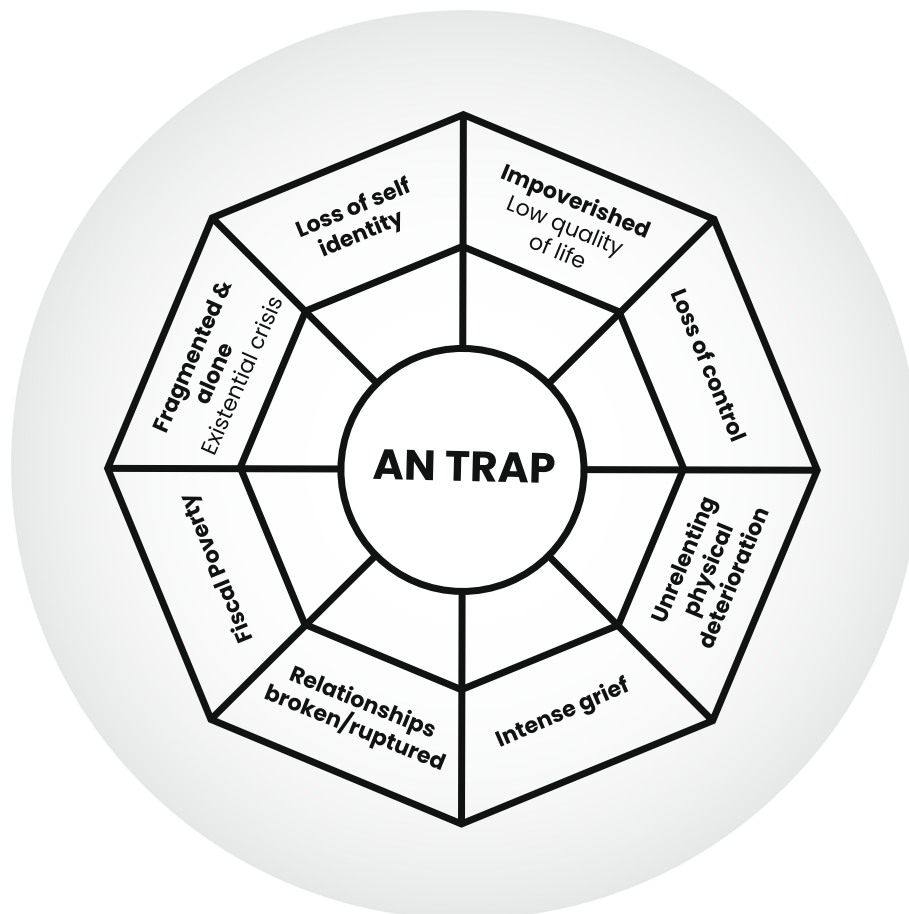 Loss of self
identity
Impoverished
Low quality
of life
Loss of control
Unrelenting
physical
deterioration
Intense grief
Relationships
broken/ruptured
Fiscal Poverty
Fragmented &
alone
Existential crisis
AN TRAP